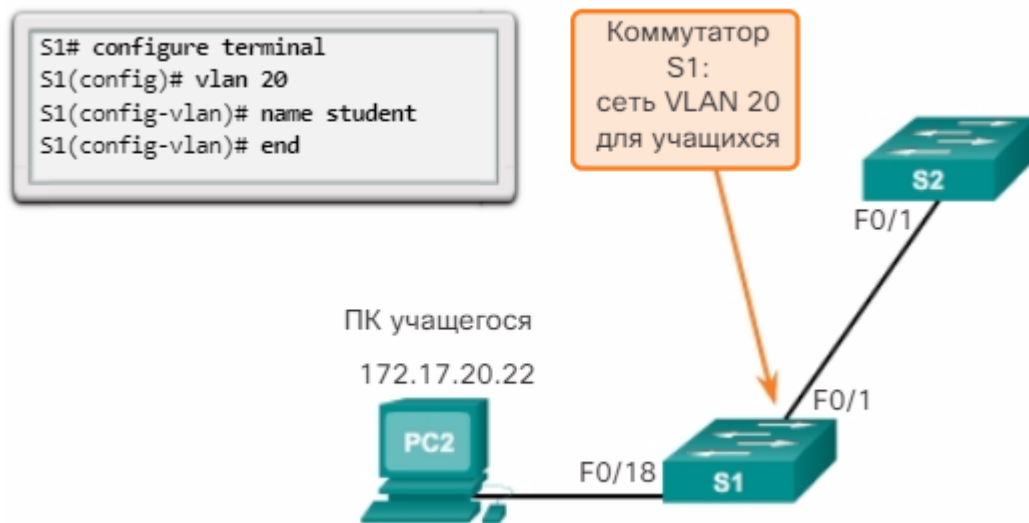 S1# configure terminal
S1(config)# vlan 20
S1(config-vlan)# name student
S1(config-vlan)# end
Коммутатор
S1:
сеть VLAN 20
для учащихся
S2
F0/1
ПК учащегося
172.17.20.22
F0/1
PC2
F0/18
S1